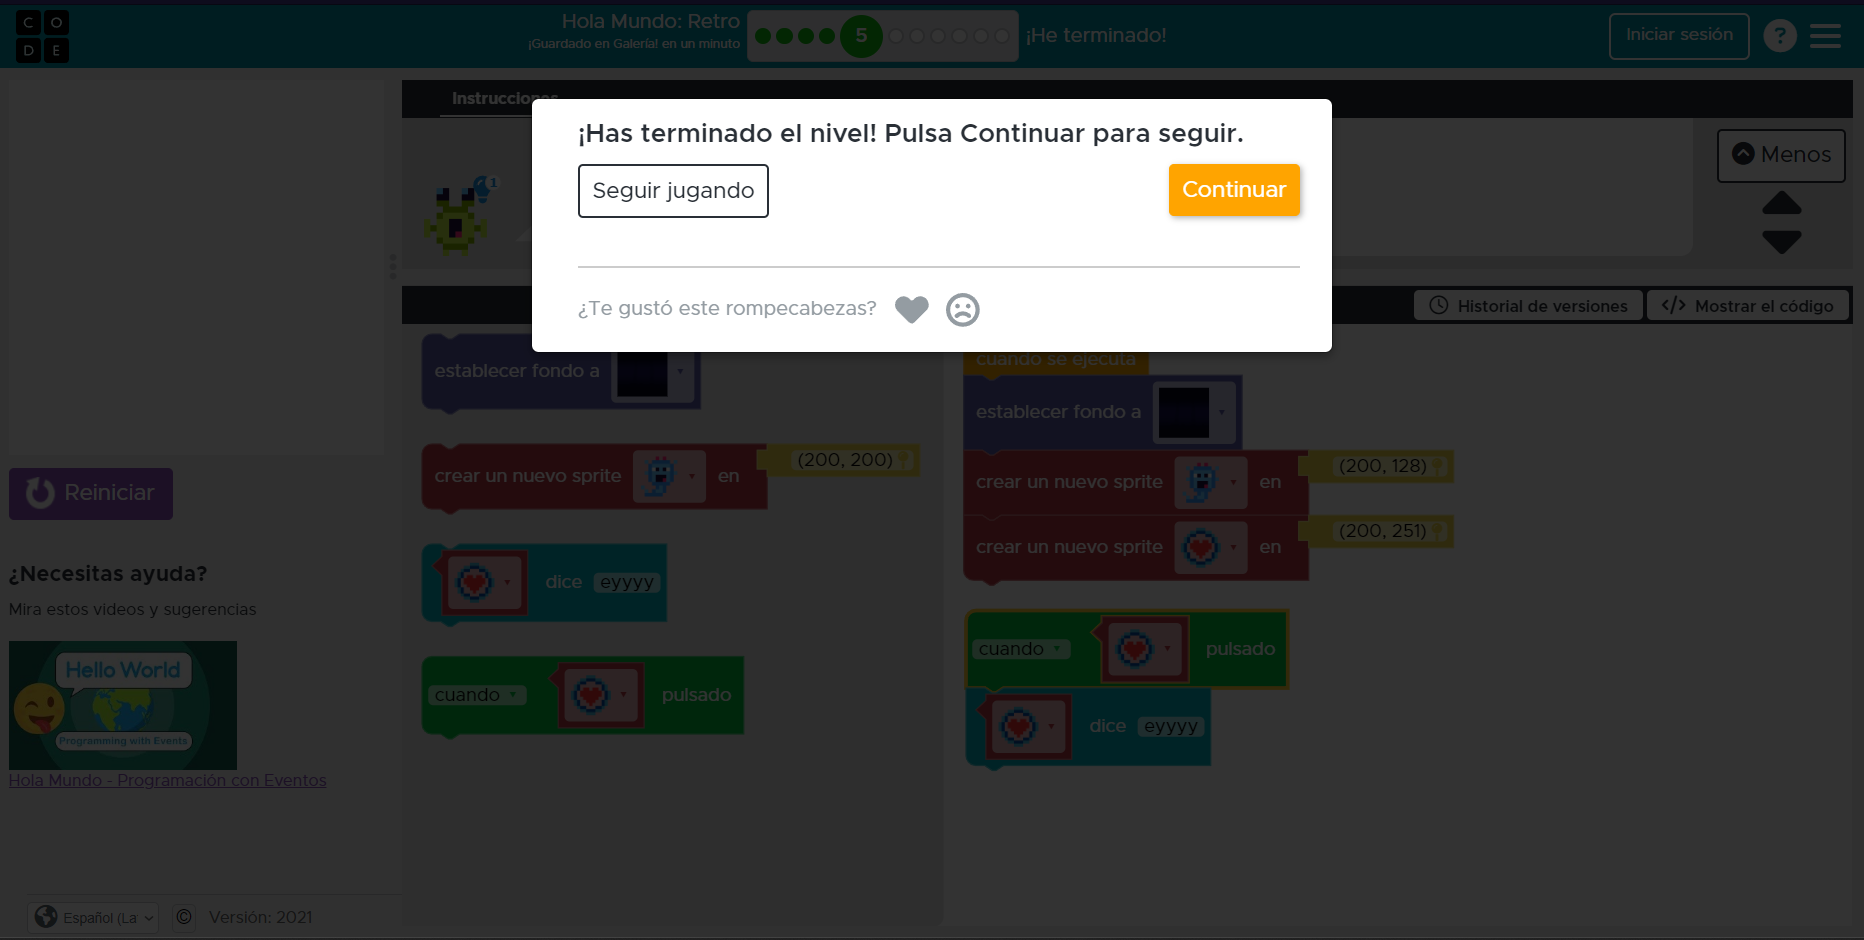 CODE
Hola Mundo: Retro
¡Guardado en Galería! en un minuto
5
¡He terminado!
Iniciar sesión
?
Instrucciones
¡Has terminado el nivel! Pulsa Continuar para seguir.
Seguir jugando
Continuar
¿Te gustó este rompecabezas?
1
Menos
Historial de versiones
</> Mostrar el código
establecer fondo a
crear un nuevo sprite en (200, 200)
dice eyyyy
cuando pulsado
cuando se ejecuta
establecer fondo a
crear un nuevo sprite en (200, 128)
crear un nuevo sprite en (200, 251)
cuando pulsado
dice eyyyy
Reiniciar
¿Necesitas ayuda?
Mira estos videos y sugerencias
Hello World
Programming with Events
Hola Mundo - Programación con Eventos
Español (La
©
Versión: 2021